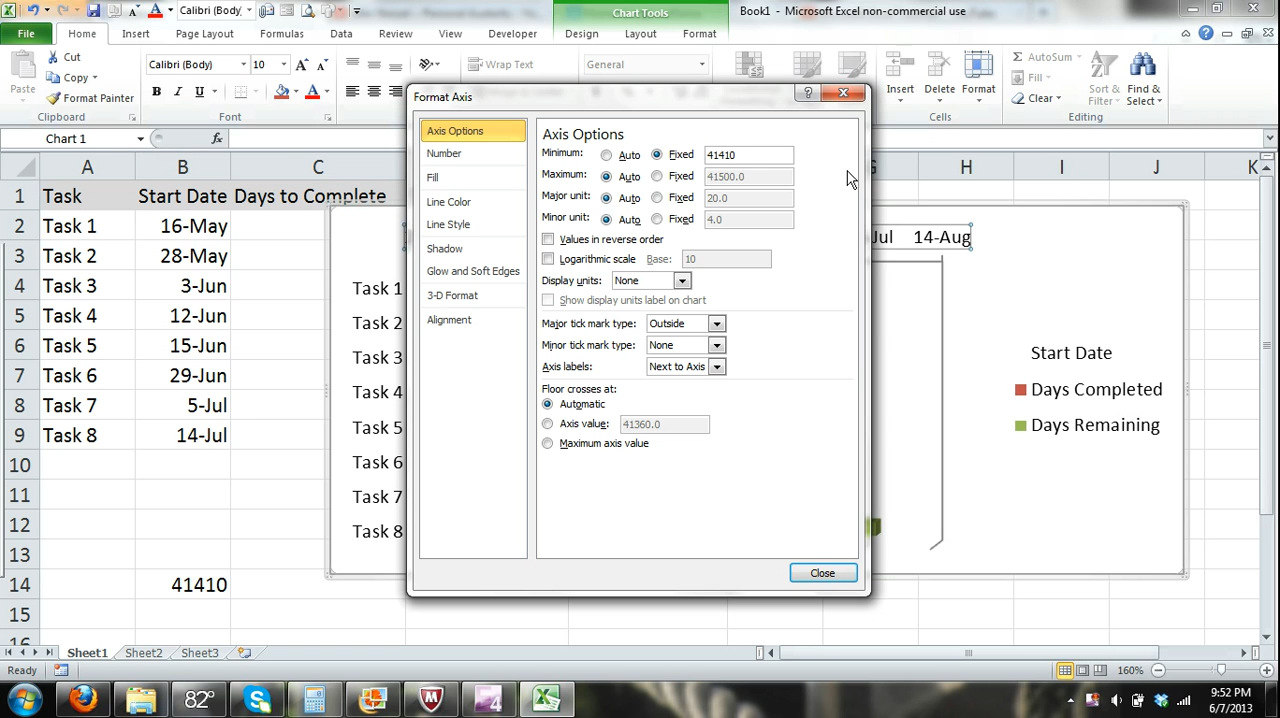 Calibri (Body)
Chart Tools
Book1 - Microsoft Excel non-commercial use
File Home Insert Page Layout Formulas Data Review View Developer Design Layout Format
Paste
Cut
Copy
Format Painter
Clipboard
Calibri (Body) 10
B I U
Font
Wrap Text
General
Insert Delete Format
Cells
AutoSum
Fill
Clear
Sort & Filter
Find & Select
Editing
Chart 1
fx
A B C H I J K
1 Task Start Date Days to Complete
2 Task 1 16-May
3 Task 2 28-May
4 Task 3 3-Jun
5 Task 4 12-Jun
6 Task 5 15-Jun
7 Task 6 29-Jun
8 Task 7 5-Jul
9 Task 8 14-Jul
10
11
12
13
14 41410
15
Format Axis
Axis Options
Number
Fill
Line Color
Line Style
Shadow
Glow and Soft Edges
3-D Format
Alignment
Axis Options
Minimum: Auto Fixed 41410
Maximum: Auto Fixed 41500.0
Major unit: Auto Fixed 20.0
Minor unit: Auto Fixed 4.0
Values in reverse order
Logarithmic scale Base: 10
Display units: None
Show display units label on chart
Major tick mark type: Outside
Minor tick mark type: None
Axis labels: Next to Axis
Floor crosses at:
Automatic
Axis value: 41360.0
Maximum axis value
Close
Jul 14-Aug
Task 1
Task 2
Task 3
Task 4
Task 5
Task 6
Task 7
Task 8
Start Date
Days Completed
Days Remaining
Sheet1 Sheet2 Sheet3
Ready
160%
82°
9:52 PM
6/7/2013